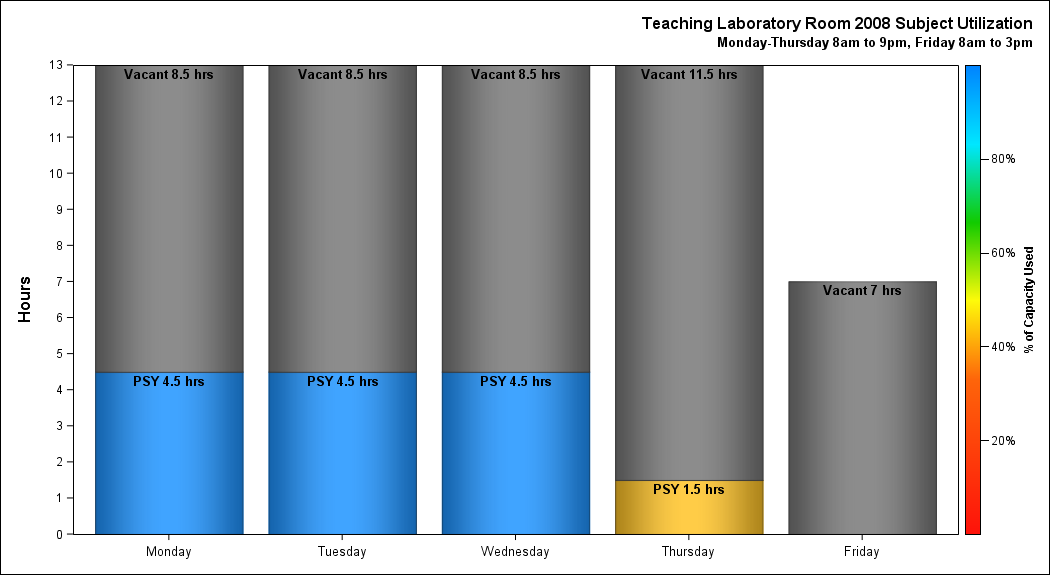 Teaching Laboratory Room 2008 Subject Utilization
Monday-Thursday 8am to 9pm, Friday 8am to 3pm
Hours
13
12
11
10
9
8
7
6
5
4
3
2
1
0
Vacant 8.5 hrs
Vacant 8.5 hrs
Vacant 8.5 hrs
Vacant 11.5 hrs
Vacant 7 hrs
PSY 4.5 hrs
PSY 4.5 hrs
PSY 4.5 hrs
PSY 1.5 hrs
Monday
Tuesday
Wednesday
Thursday
Friday
80%
60%
40%
20%
% of Capacity Used